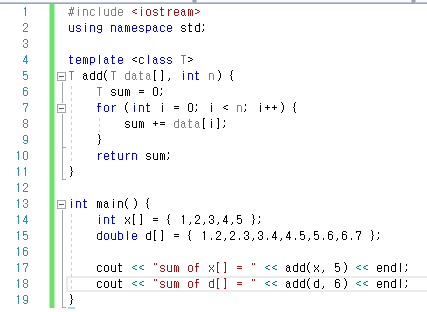 1 #include <iostream>
2 using namespace std;
3
4 template <class T>
5 T add(T data[], int n) {
6 T sum = 0;
7 for (int i = 0; i < n; i++) {
8 sum += data[i];
9 }
10 return sum;
11 }
12
13 int main() {
14 int x[] = { 1,2,3,4,5 };
15 double d[] = { 1.2,2.3,3.4,4.5,5.6,6.7 };
16
17 cout << "sum of x[] = " << add(x, 5) << endl;
18 cout << "sum of d[] = " << add(d, 6) << endl;
19 }